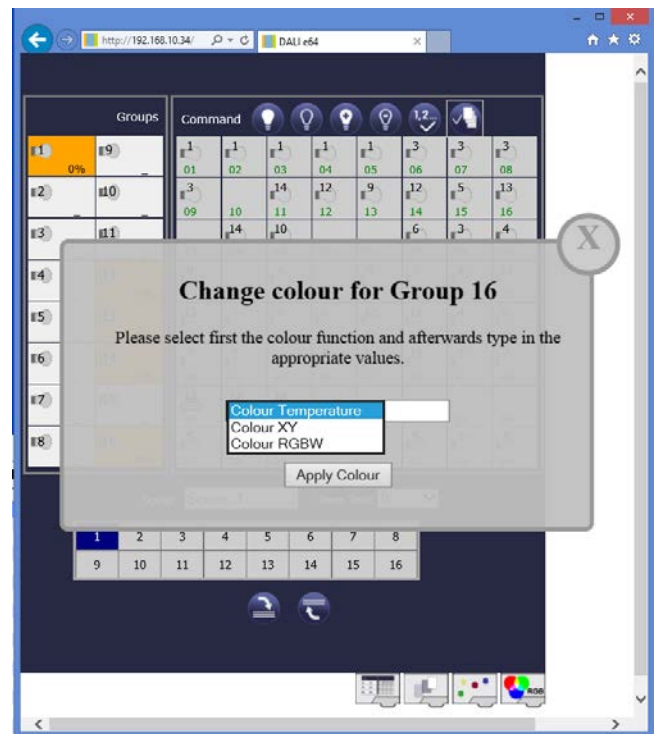 http://192.168.10.34/
DALI e64
Groups
Command
1,2...
1 9
0% _
2 10
_ _
3 11
4
5
6
7
8
1 1 1 1 1 3 3 3
01 02 03 04 05 06 07 08
3 14 12 9 12 5 13
09 10 11 12 13 14 15 16
14 10 6 3 4
X
Change colour for Group 16
Please select first the colour function and afterwards type in the
appropriate values.
Colour Temperature
Colour XY
Colour RGBW
Apply Colour
1 2 3 4 5 6 7 8
9 10 11 12 13 14 15 16
RGB